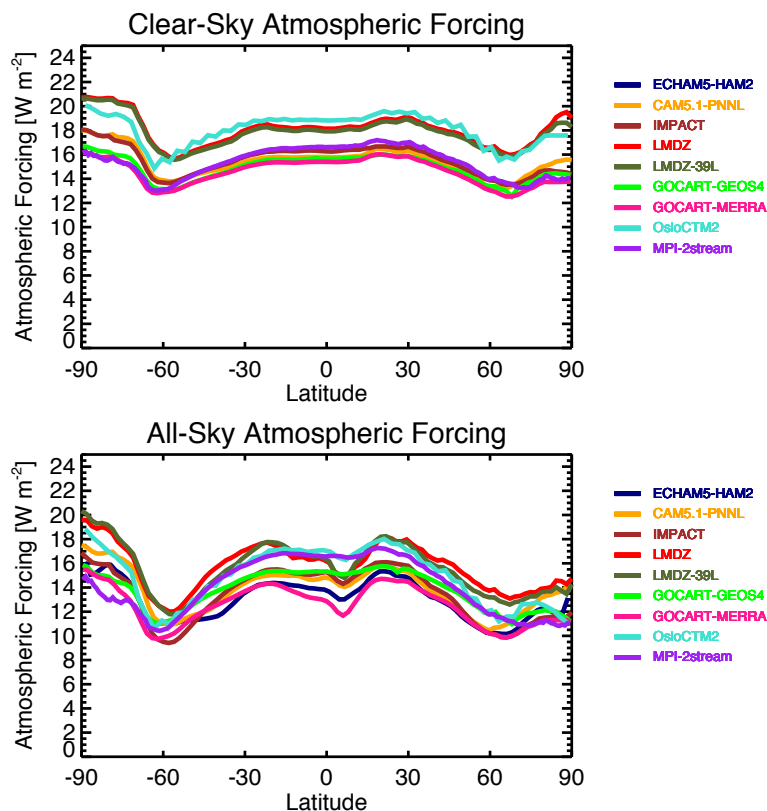 Clear-Sky Atmospheric Forcing
Atmospheric Forcing [W m-2]
24
22
20
18
16
14
12
10
8
6
4
2
0
-90 -60 -30 0 30 60 90
Latitude
ECHAM5-HAM2
CAM5.1-PNNL
IMPACT
LMDZ
LMDZ-39L
GOCART-GEOS4
GOCART-MERRA
OsloCTM2
MPI-2stream
All-Sky Atmospheric Forcing
Atmospheric Forcing [W m-2]
24
22
20
18
16
14
12
10
8
6
4
2
0
-90 -60 -30 0 30 60 90
Latitude
ECHAM5-HAM2
CAM5.1-PNNL
IMPACT
LMDZ
LMDZ-39L
GOCART-GEOS4
GOCART-MERRA
OsloCTM2
MPI-2stream